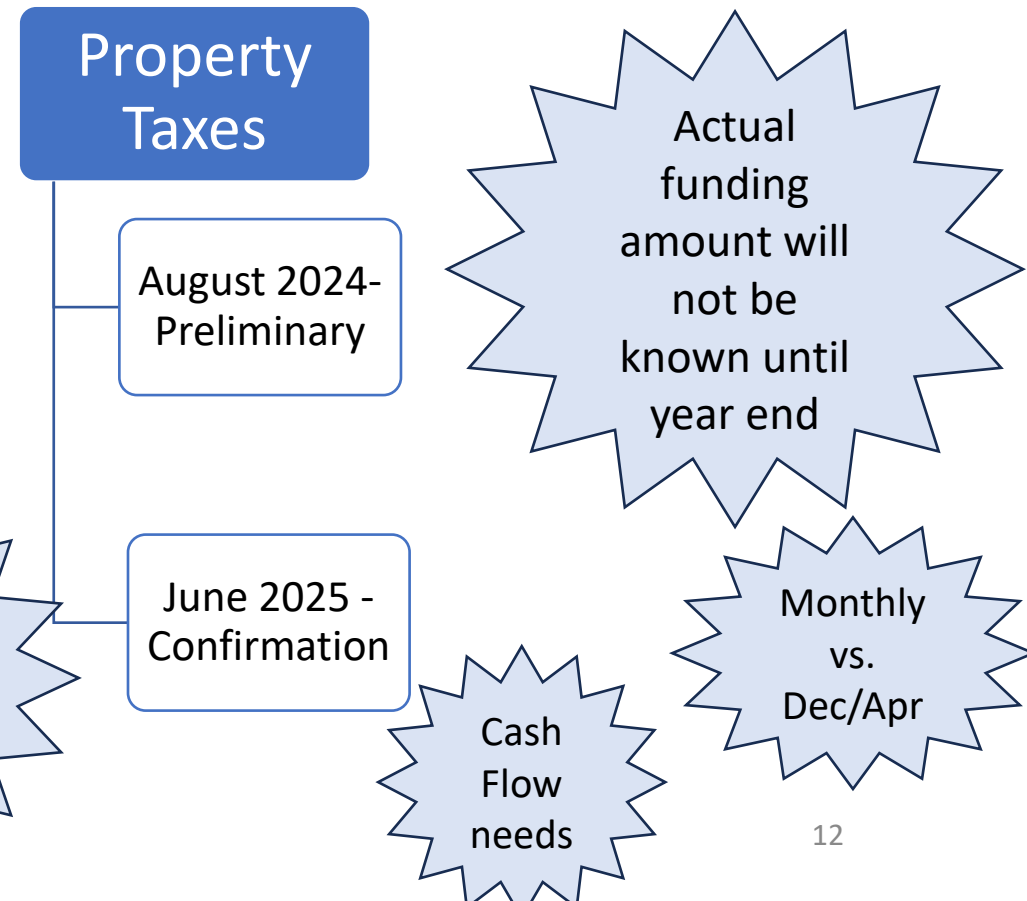 Property
Taxes
August 2024-
Preliminary
June 2025 -
Confirmation
Actual
funding
amount will
not be
known until
year end
Monthly
vs.
Dec/Apr
Cash
Flow
needs
12